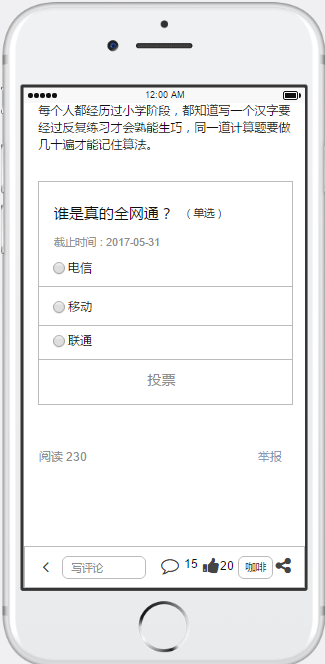 12:00 AM
每个人都经历过小学阶段，都知道写一个汉字要
经过反复练习才会熟能生巧，同一道计算题要做
几十遍才能记住算法。
谁是真的全网通？（单选）
截止时间：2017-05-31
电信
移动
联通
投票
阅读 230 举报
写评论 15 20 咖啡